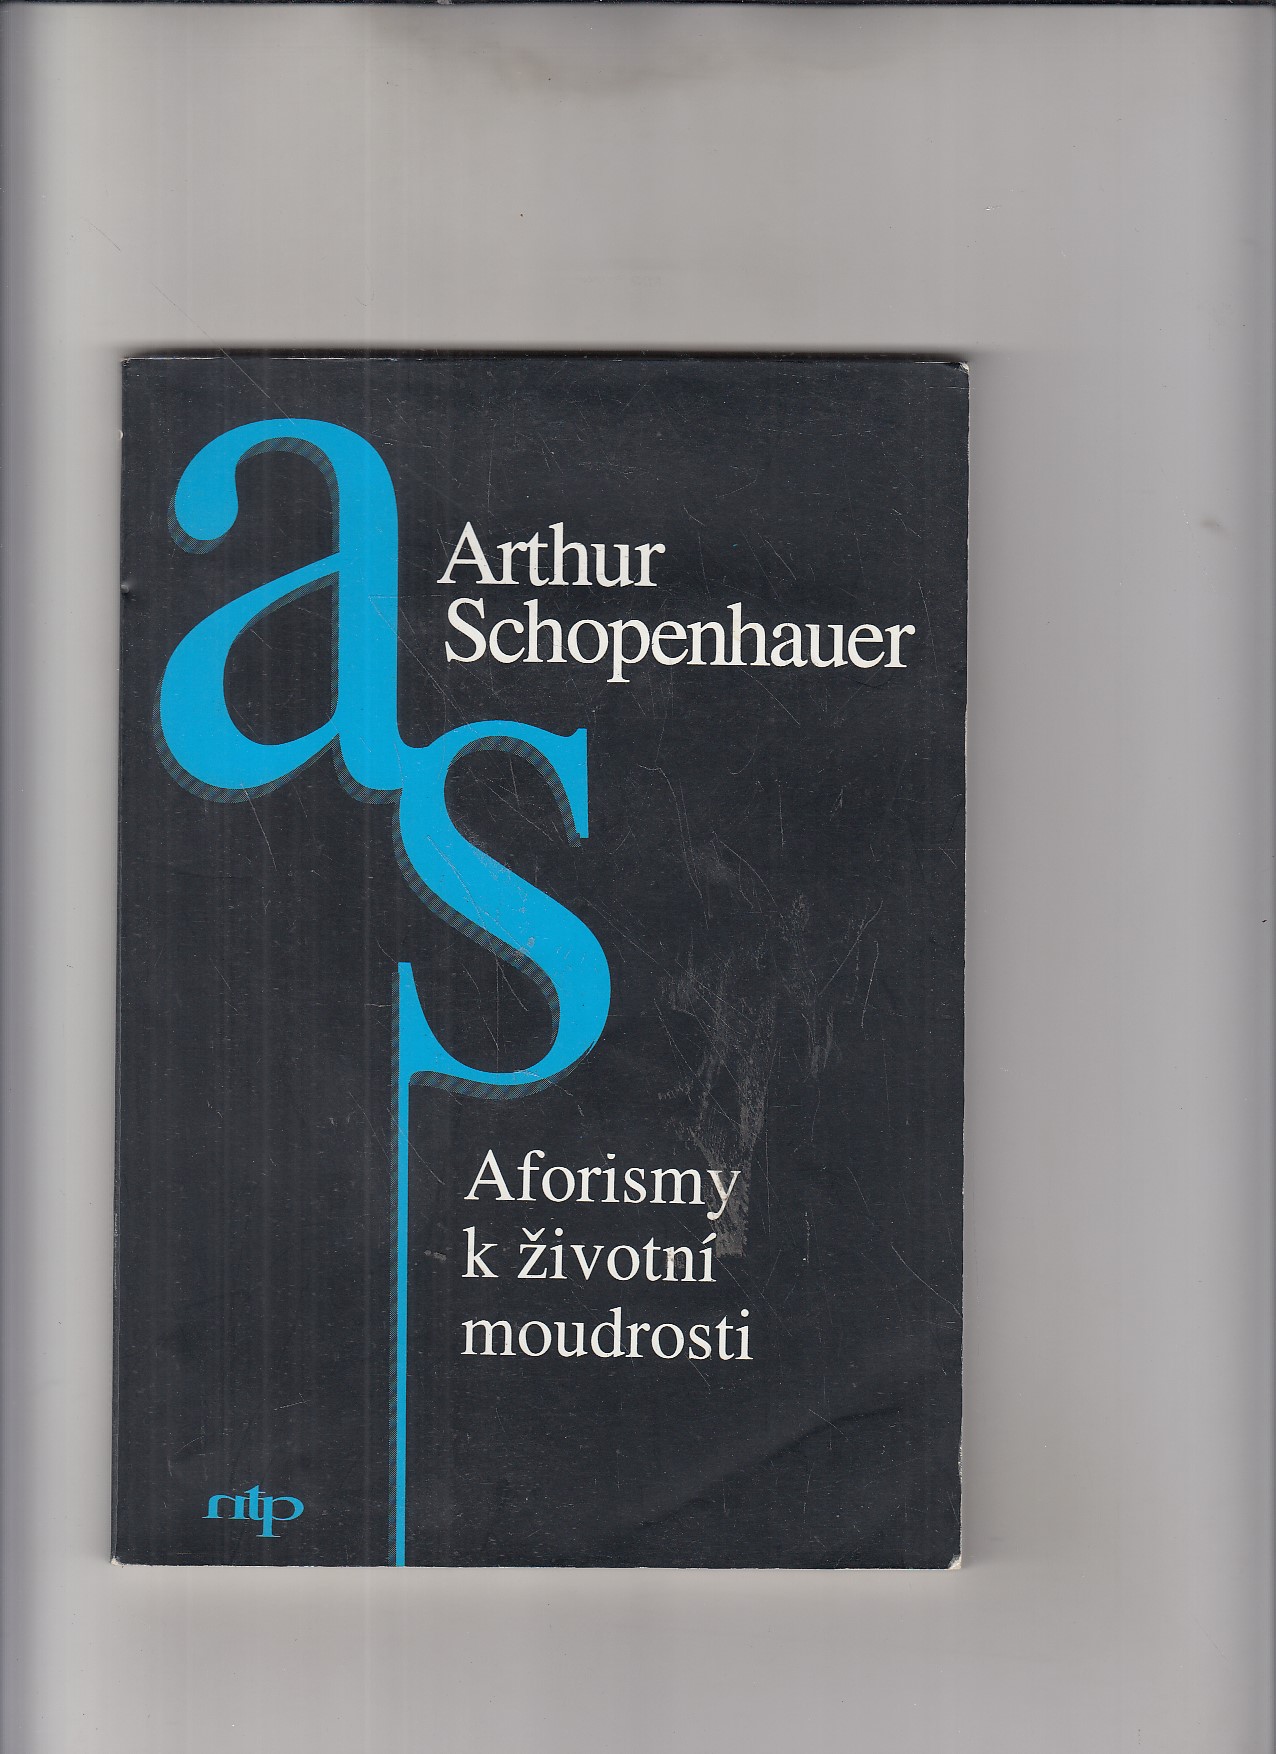 as
Arthur
Schopenhauer
Aforismy
k životní
moudrosti
ntp